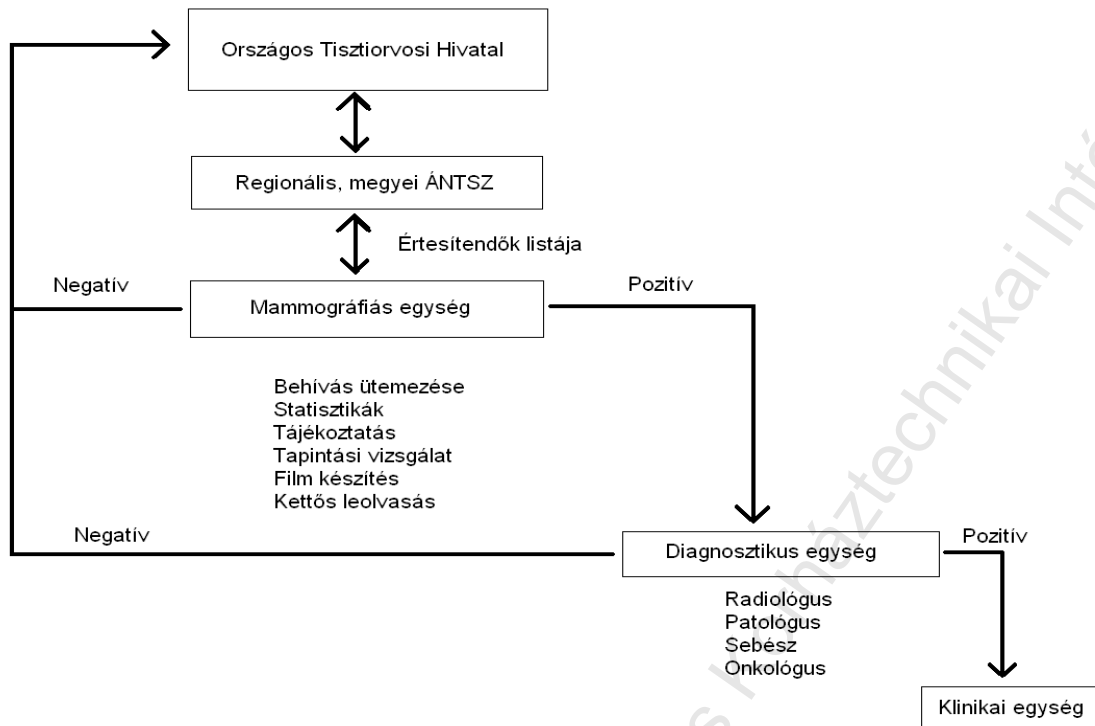 Országos Tisztiorvosi Hivatal
Regionális, megyei ÁNTSZ
Értesítendők listája
Negatív
Pozitív
Mammográfiás egység
Behívás ütemezése
Statisztikák
Tájékoztatás
Tapintási vizsgálat
Film készítés
Kettős leolvasás
Negatív
Diagnosztikus egység
Pozitív
Radiológus
Patológus
Sebész
Onkológus
Klinikai egység
Kórháztechnikai